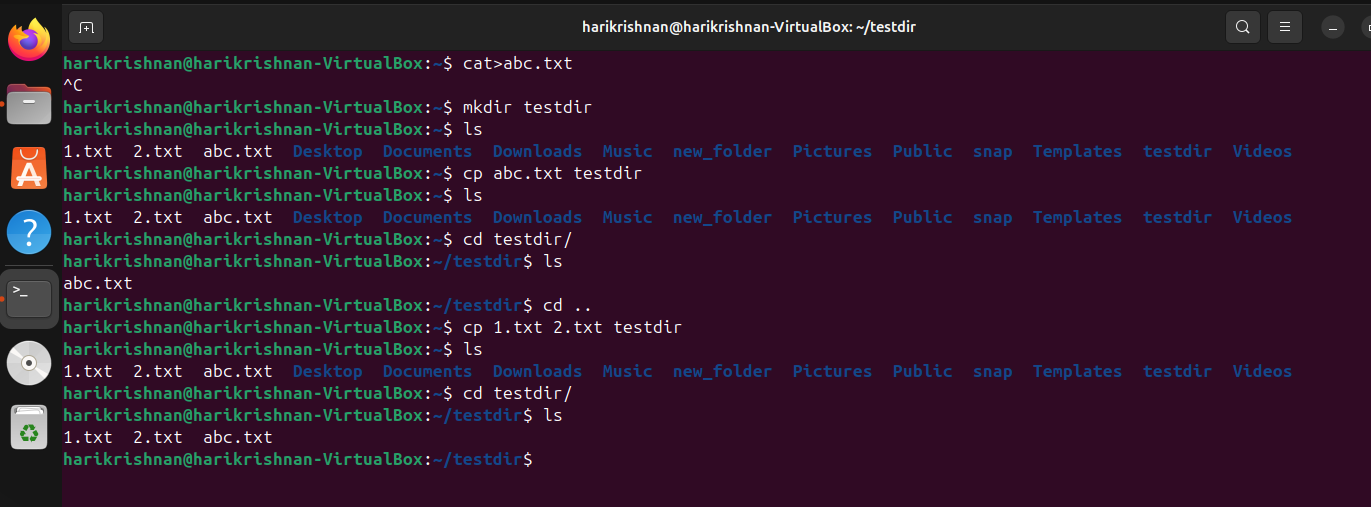 harikrishnan@harikrishnan-VirtualBox: ~/testdir
harikrishnan@harikrishnan-VirtualBox:~$ cat>abc.txt
^C
harikrishnan@harikrishnan-VirtualBox:~$ mkdir testdir
harikrishnan@harikrishnan-VirtualBox:~$ ls
1.txt  2.txt  abc.txt  Desktop  Documents  Downloads  Music  new_folder  Pictures  Public  snap  Templates  testdir  Videos
harikrishnan@harikrishnan-VirtualBox:~$ cp abc.txt testdir
harikrishnan@harikrishnan-VirtualBox:~$ ls
1.txt  2.txt  abc.txt  Desktop  Documents  Downloads  Music  new_folder  Pictures  Public  snap  Templates  testdir  Videos
harikrishnan@harikrishnan-VirtualBox:~$ cd testdir/
harikrishnan@harikrishnan-VirtualBox:~/testdir$ ls
abc.txt
harikrishnan@harikrishnan-VirtualBox:~/testdir$ cd ..
harikrishnan@harikrishnan-VirtualBox:~$ cp 1.txt 2.txt testdir
harikrishnan@harikrishnan-VirtualBox:~$ ls
1.txt  2.txt  abc.txt  Desktop  Documents  Downloads  Music  new_folder  Pictures  Public  snap  Templates  testdir  Videos
harikrishnan@harikrishnan-VirtualBox:~$ cd testdir/
harikrishnan@harikrishnan-VirtualBox:~/testdir$ ls
1.txt  2.txt  abc.txt
harikrishnan@harikrishnan-VirtualBox:~/testdir$